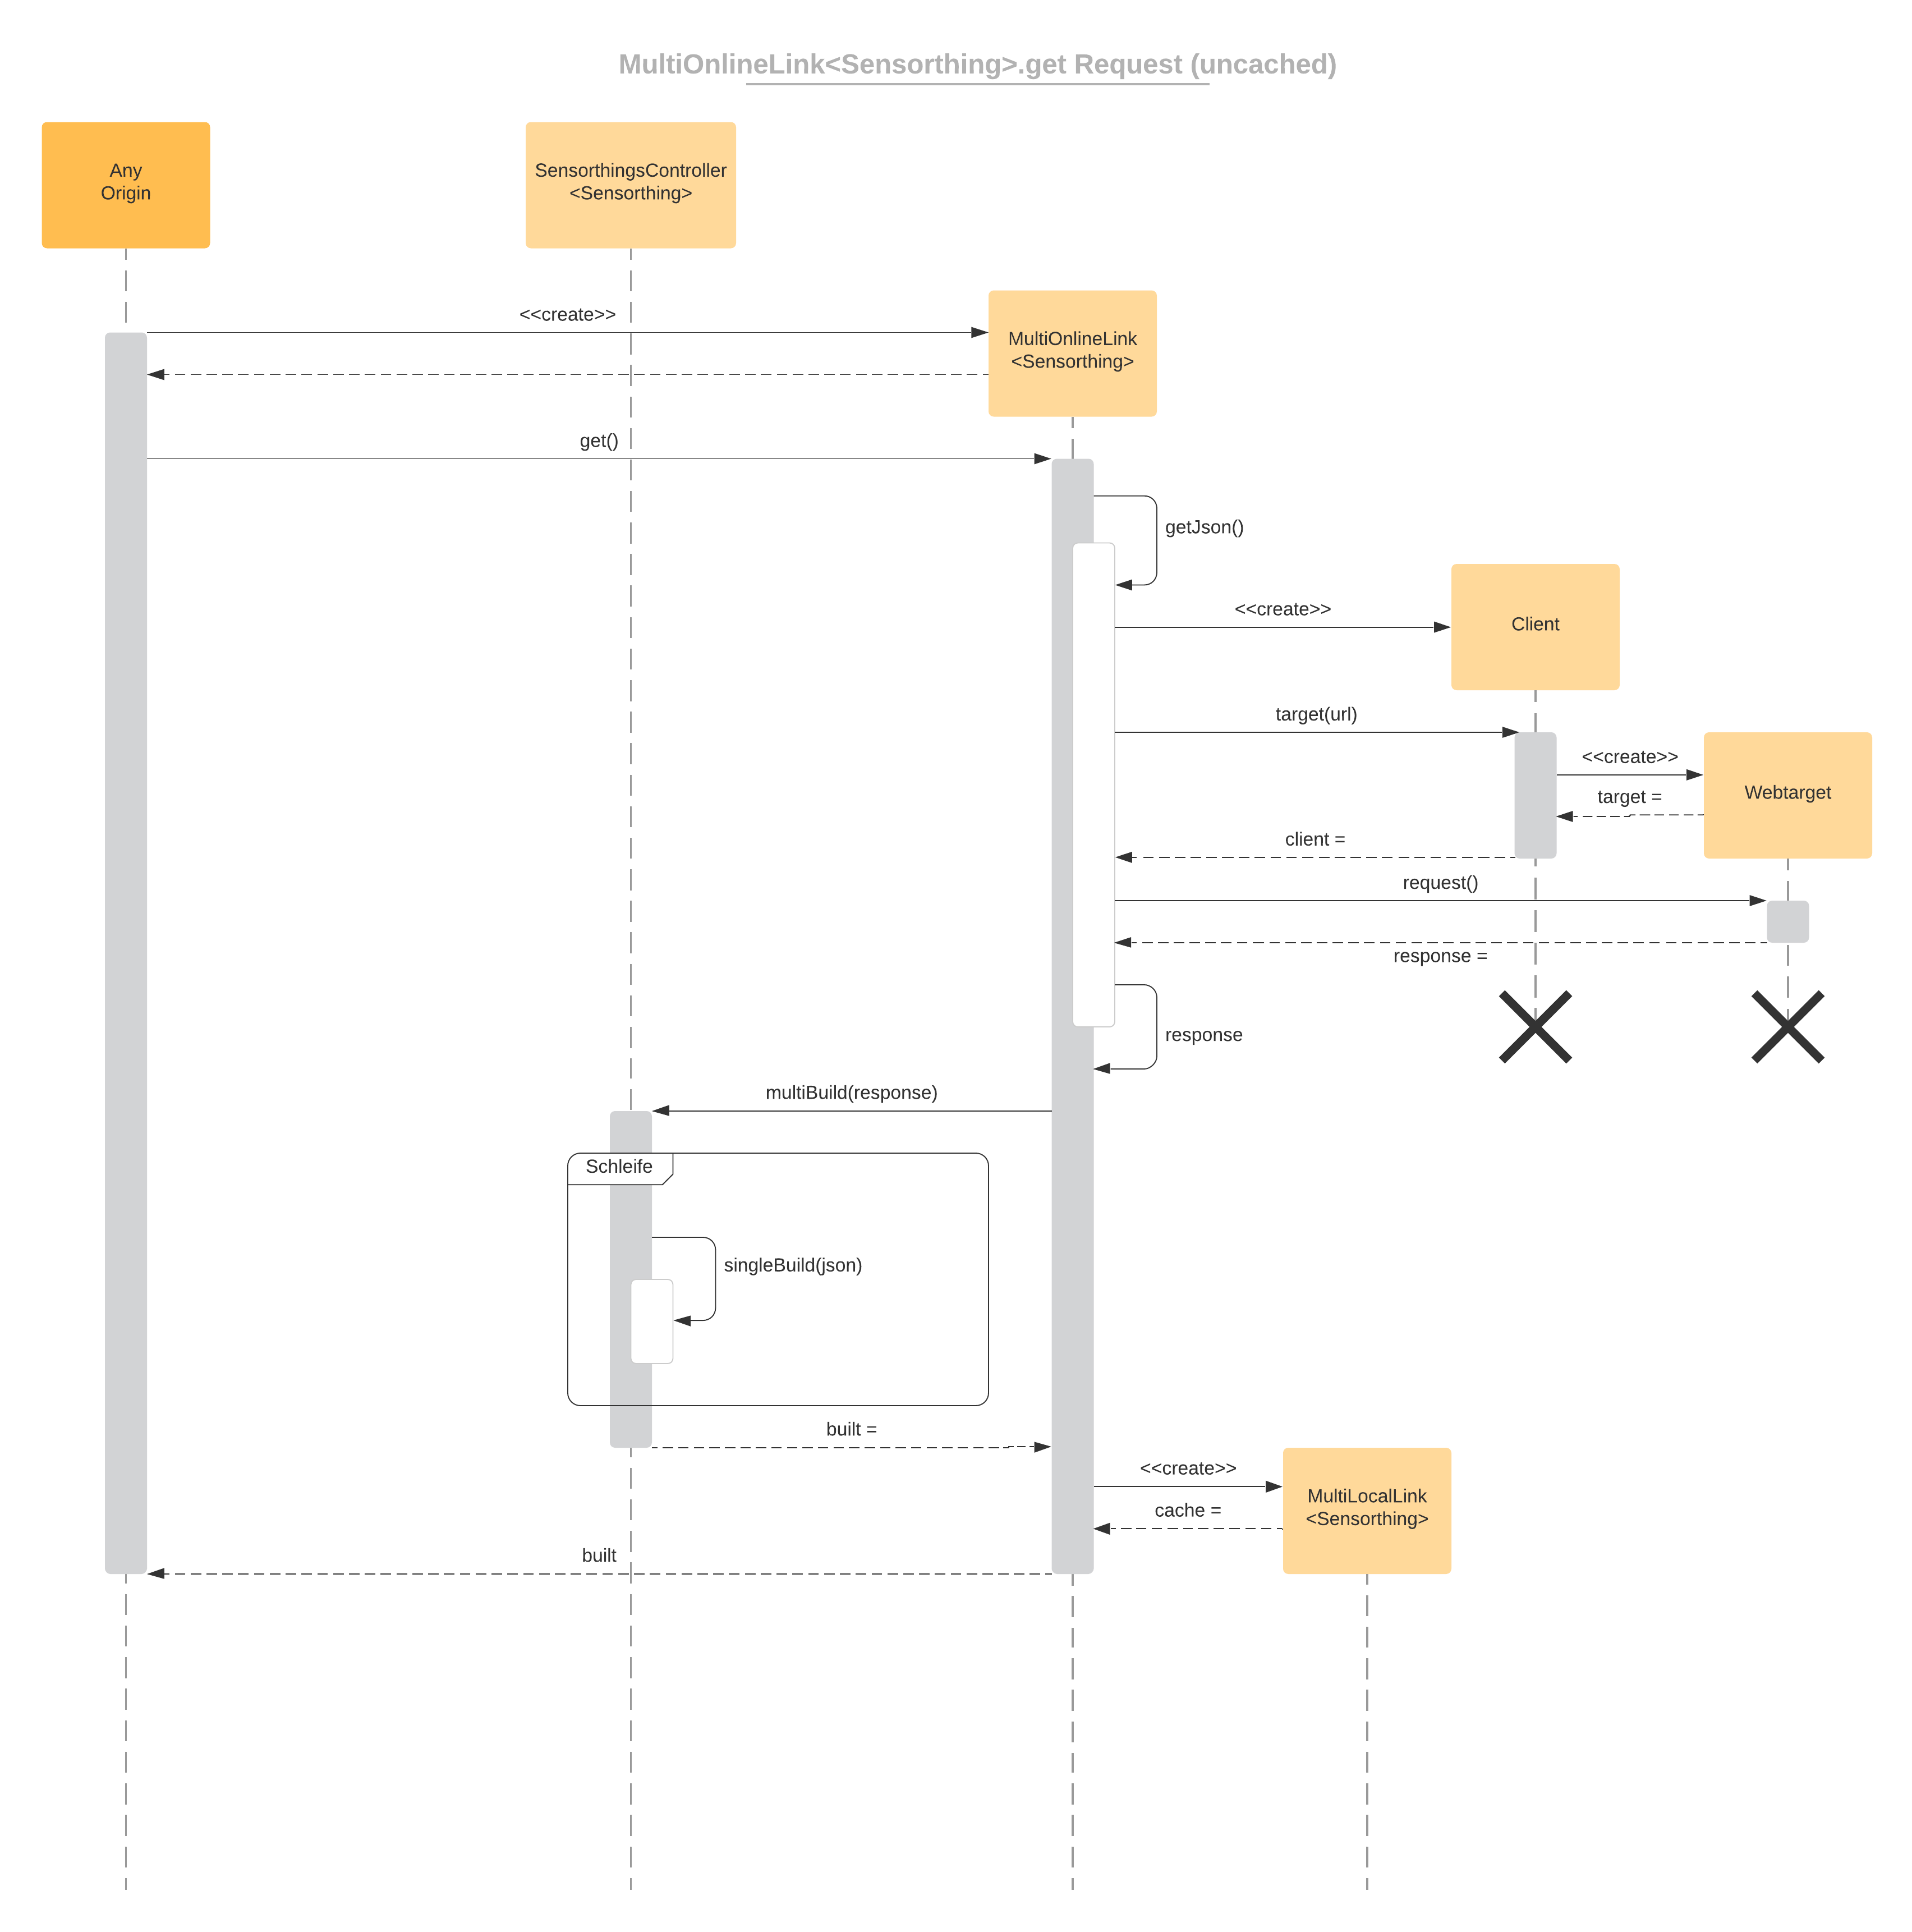 MultiOnlineLink<Sensorthing>.get Request (uncached)
Any
Origin
SensorthingsController
<Sensorthing>
<<create>>
MultiOnlineLink
<Sensorthing>
get()
getJson()
<<create>>
Client
target(url)
<<create>>
Webtarget
target =
client =
request()
response =
response
multiBuild(response)
Schleife
singleBuild(json)
built =
<<create>>
MultiLocalLink
<Sensorthing>
cache =
built